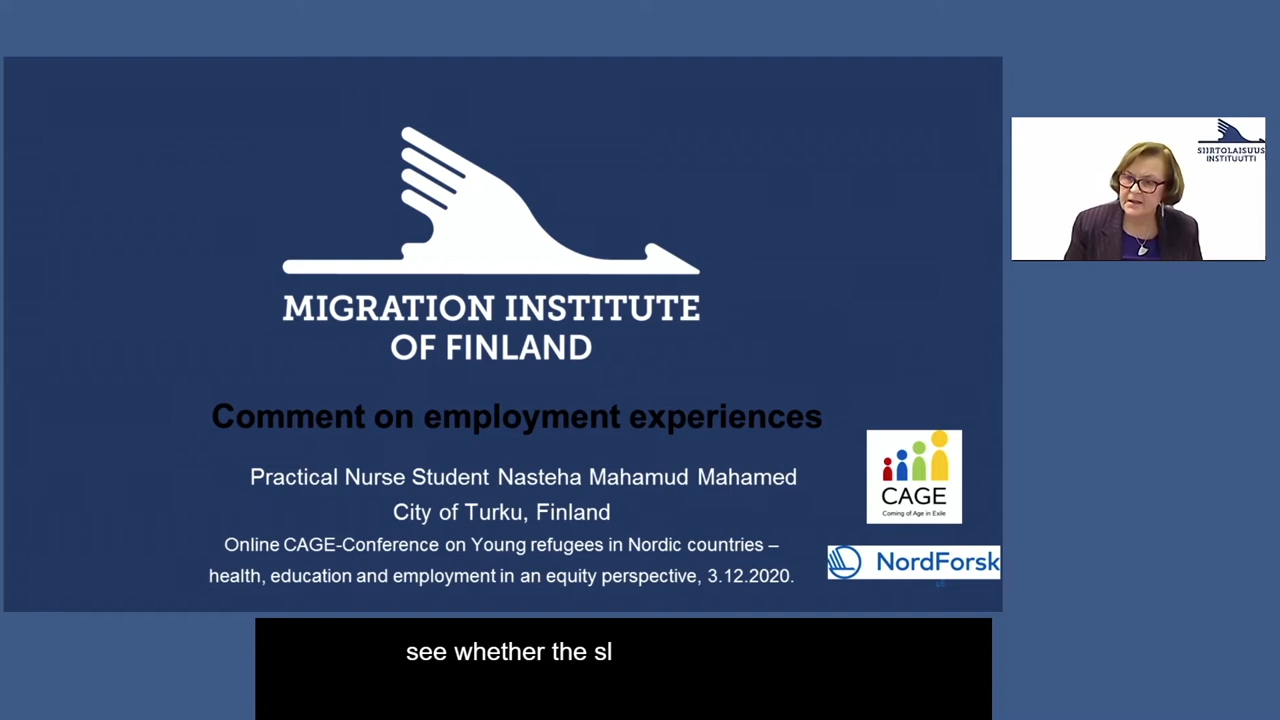 MIGRATION INSTITUTE
OF FINLAND
Comment on employment experiences
Practical Nurse Student Nasteha Mahamud Mahamed
City of Turku, Finland
Online CAGE-Conference on Young refugees in Nordic countries –
health, education and employment in an equity perspective, 3.12.2020.
CAGE
Coming of Age in Exile
NordForsk
SIIRTOLAISUUS
INSTITUUTTI
see whether the sl